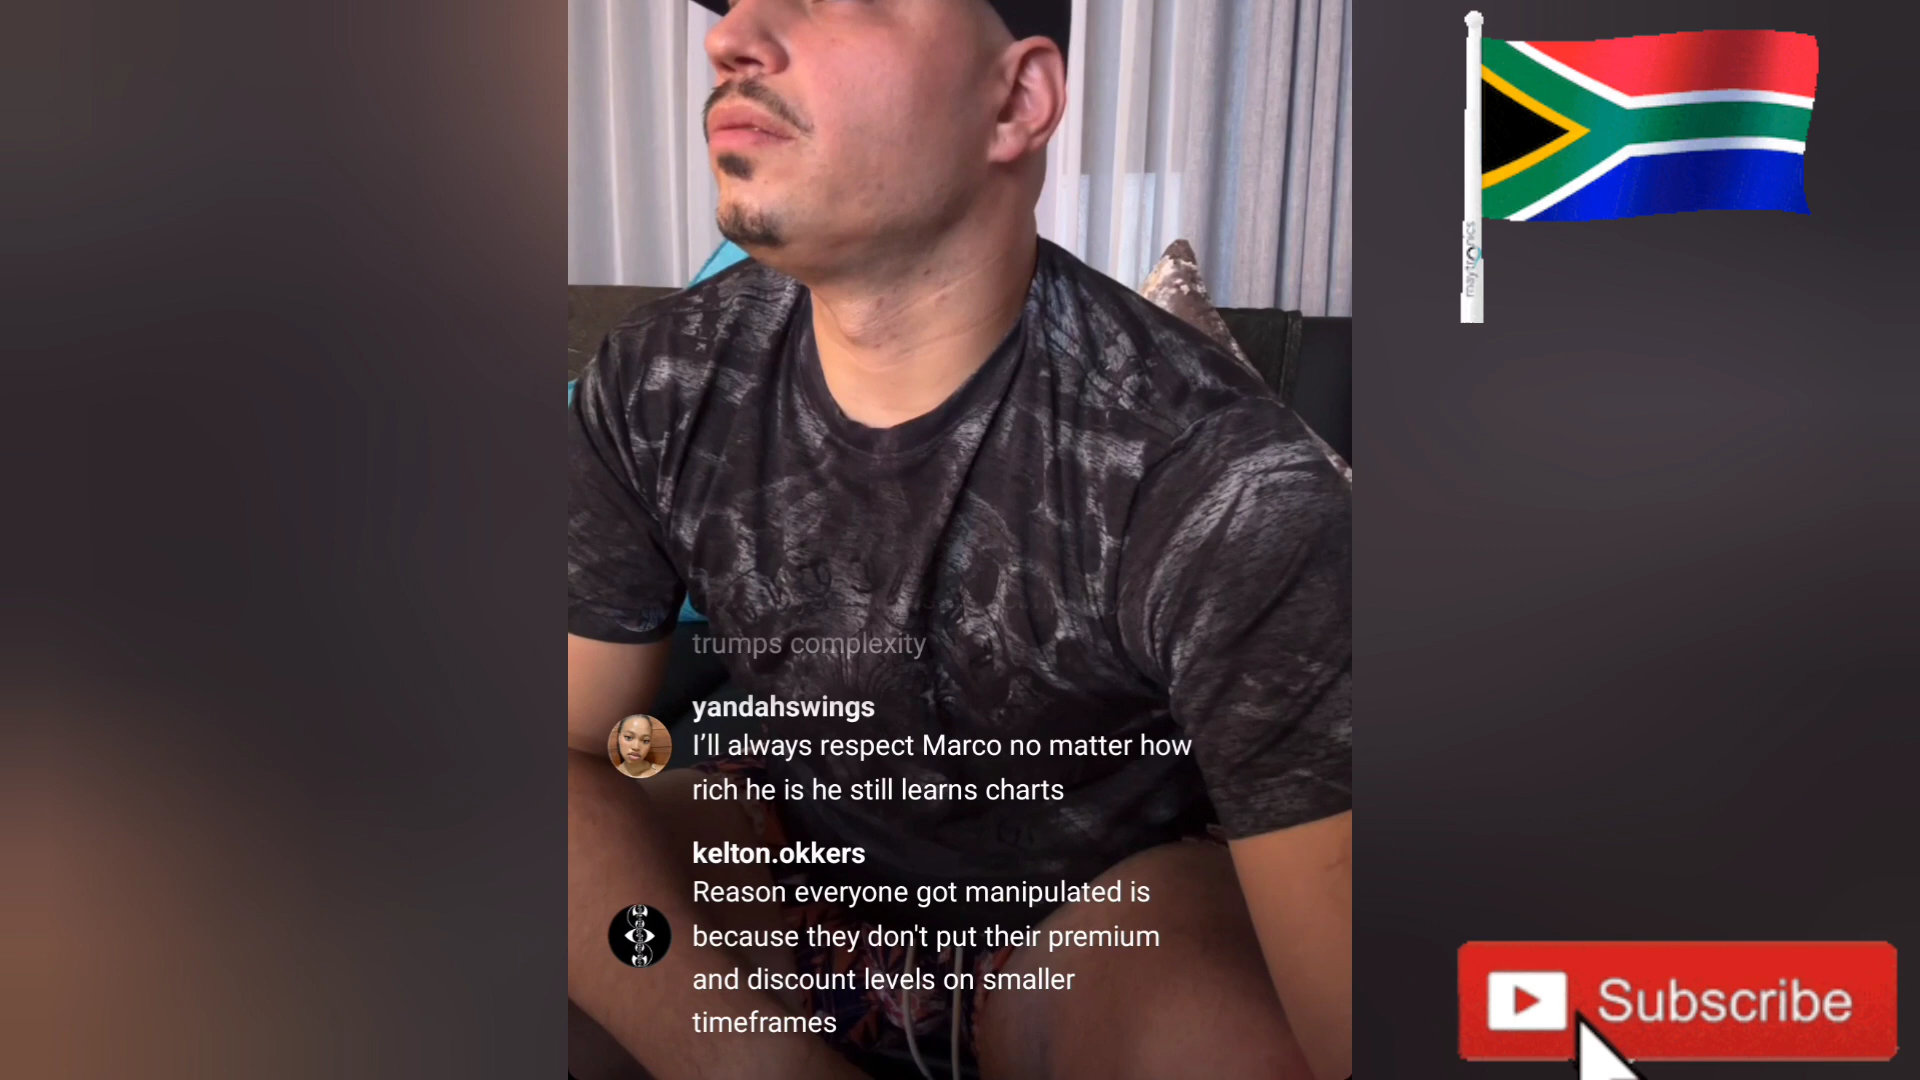 maytronics
trumps complexity
yandahswings
I’ll always respect Marco no matter how
rich he is he still learns charts
kelton.okkers
Reason everyone got manipulated is
because they don't put their premium
and discount levels on smaller
timeframes
Subscribe